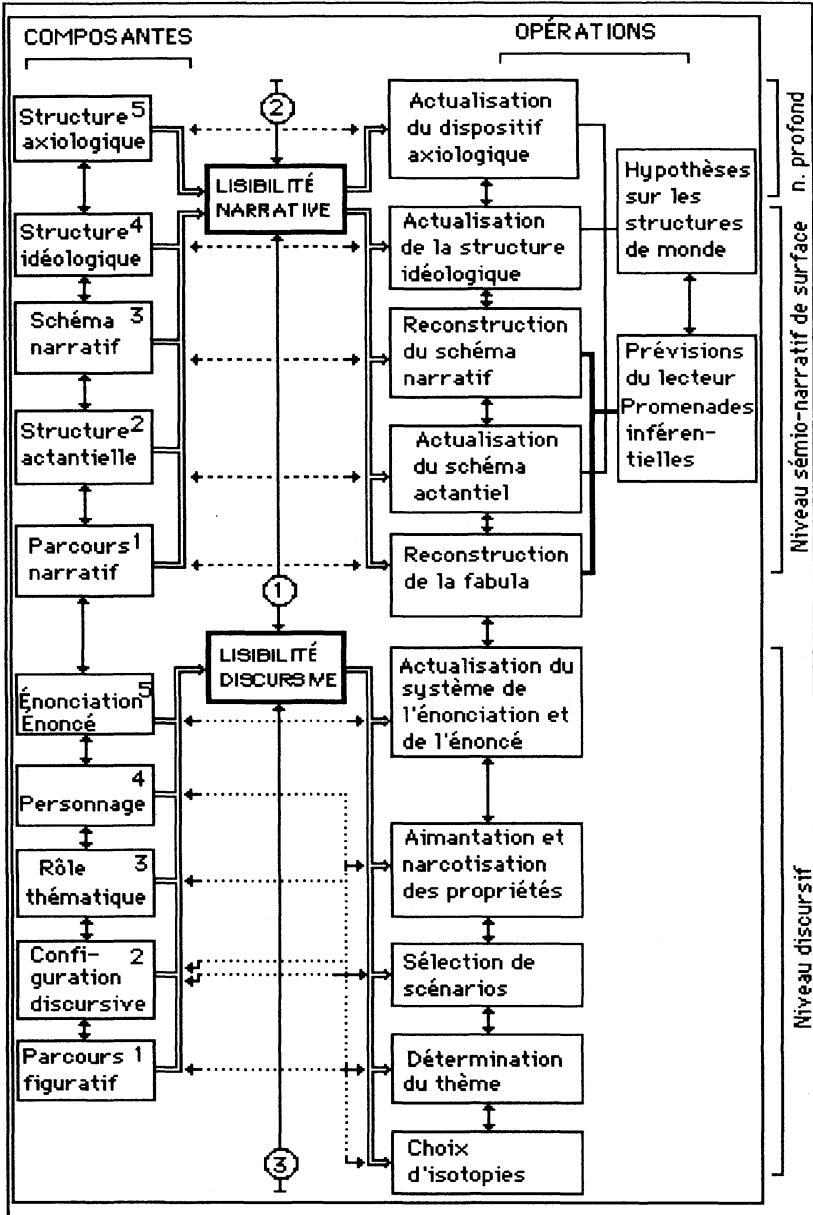 COMPOSANTES
OPÉRATIONS
Structure 5
axiologique
Structure 4
idéologique
Schéma 3
narratif
Structure 2
actantielle
Parcours 1
narratif
Énonciation 5
Énoncé
4
Personnage
Rôle 3
thématique
Confi- 2
guration
discursive
Parcours 1
figuratif
2
LISIBILITÉ
NARRATIVE
1
LISIBILITÉ
DISCURSIVE
3
Actualisation
du dispositif
axiologique
Actualisation
de la structure
idéologique
Reconstruction
du schéma
narratif
Actualisation
du schéma
actantiel
Reconstruction
de la fabula
Actualisation du
système de
l'énonciation et
de l'énoncé
Aimantation et
narcotisation
des propriétés
Sélection de
scénarios
Détermination
du thème
Choix
d'isotopies
Hypothèses
sur les
structures
de monde
Prévisions
du lecteur
Promenades
inféren-
tielles
n. profond
Niveau sémio-narratif de surface
Niveau discursif